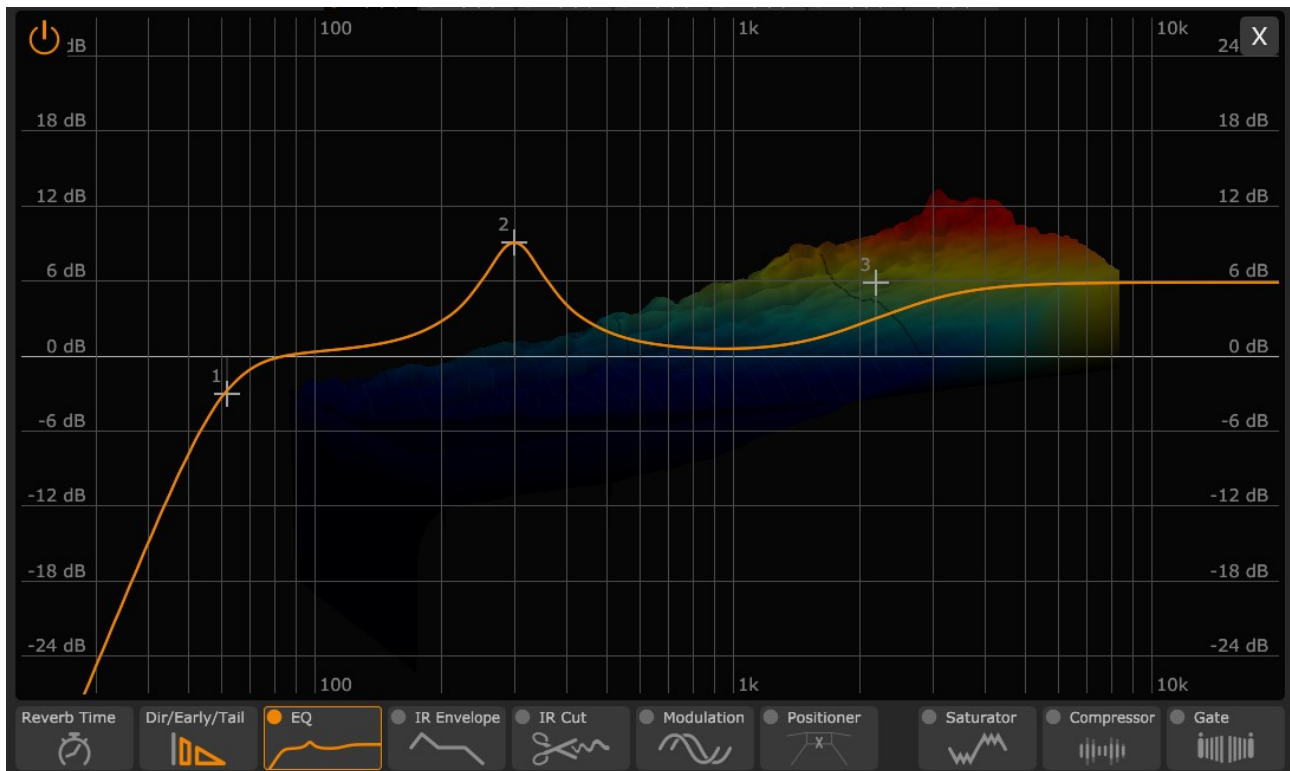 100 1k 10k
dB 24 X
18 dB 18 dB
12 dB 12 dB
2
3
6 dB 6 dB
0 dB 0 dB
1
-6 dB -6 dB
-12 dB -12 dB
-18 dB -18 dB
-24 dB -24 dB
100 1k 10k
Reverb Time Dir/Early/Tail EQ IR Envelope IR Cut Modulation Positioner Saturator Compressor Gate
X